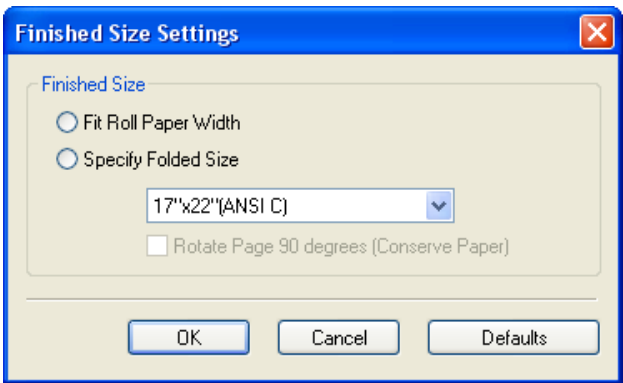 Finished Size Settings
Finished Size
Fit Roll Paper Width
Specify Folded Size
17"x22"(ANSI C)
Rotate Page 90 degrees (Conserve Paper)
OK Cancel Defaults